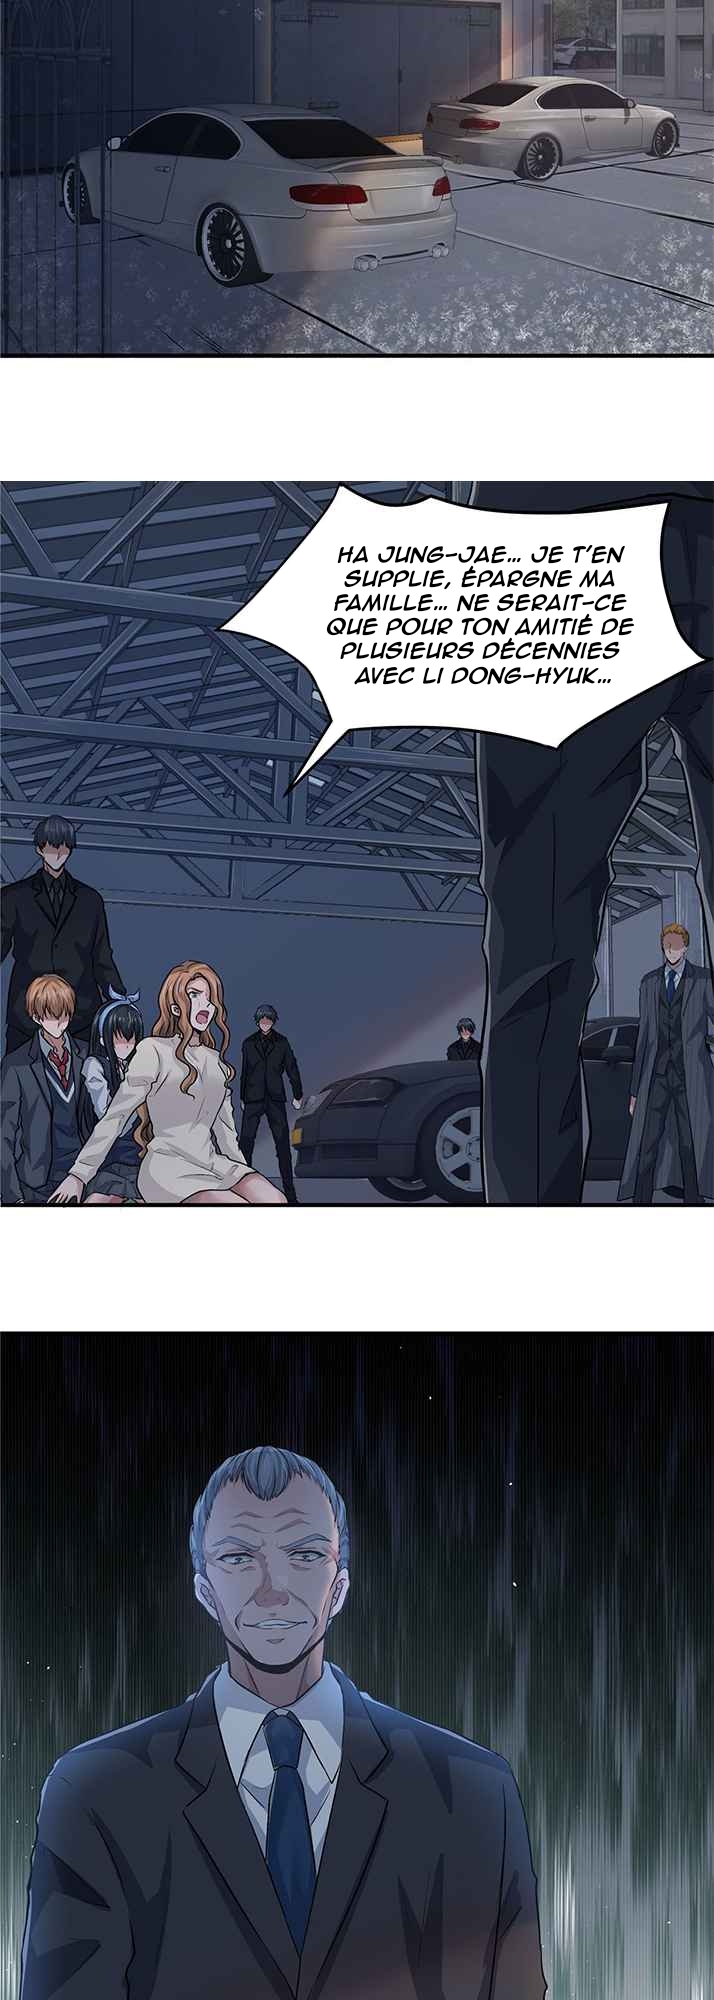 HA JUNG-JAE... JE T'EN
SUPPLIE, ÉPARGNE MA
FAMILLE... NE SERAIT-CE
QUE POUR TON AMITIÉ DE
PLUSIEURS DÉCENNIES
AVEC LI DONG-HYUK...